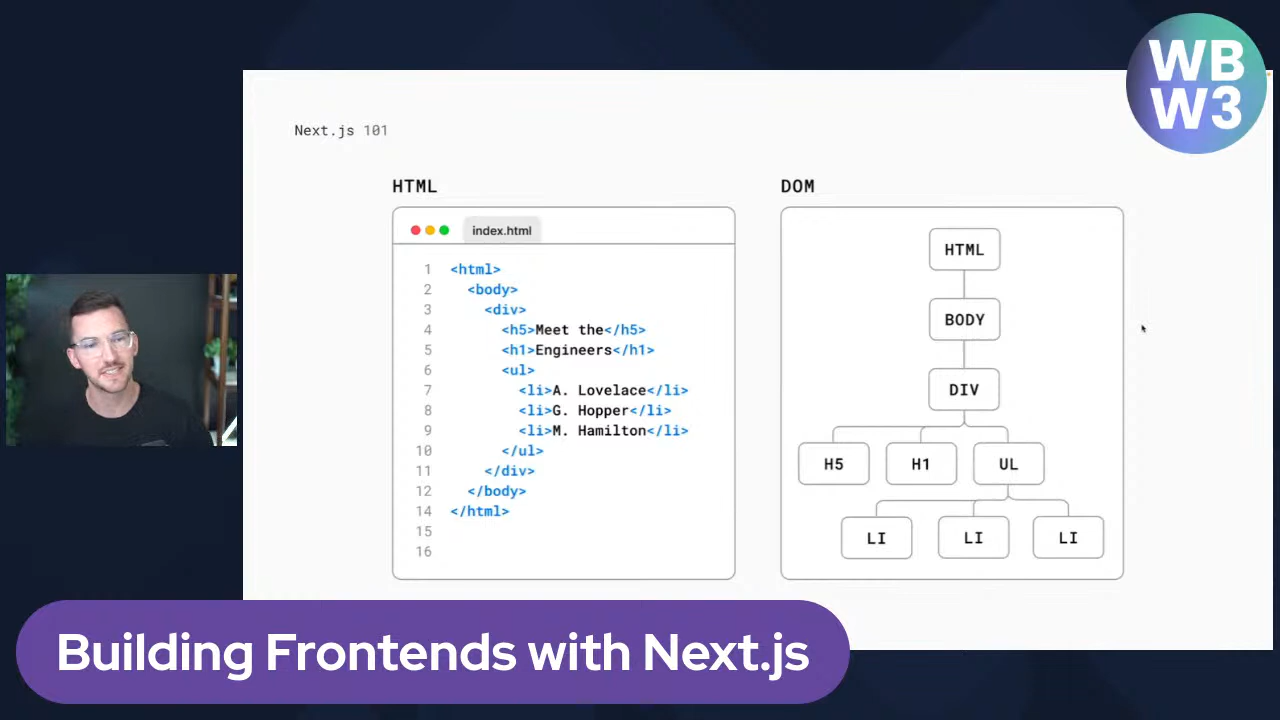 WB
W3
Next.js 101
HTML
DOM
index.html
1 <html>
2 <body>
3 <div>
4 <h5>Meet the</h5>
5 <h1>Engineers</h1>
6 <ul>
7 <li>A. Lovelace</li>
8 <li>G. Hopper</li>
9 <li>M. Hamilton</li>
10 </ul>
11 </div>
12 </body>
14 </html>
15
16
HTML
BODY
DIV
H5 H1 UL
LI LI LI
Building Frontends with Next.js